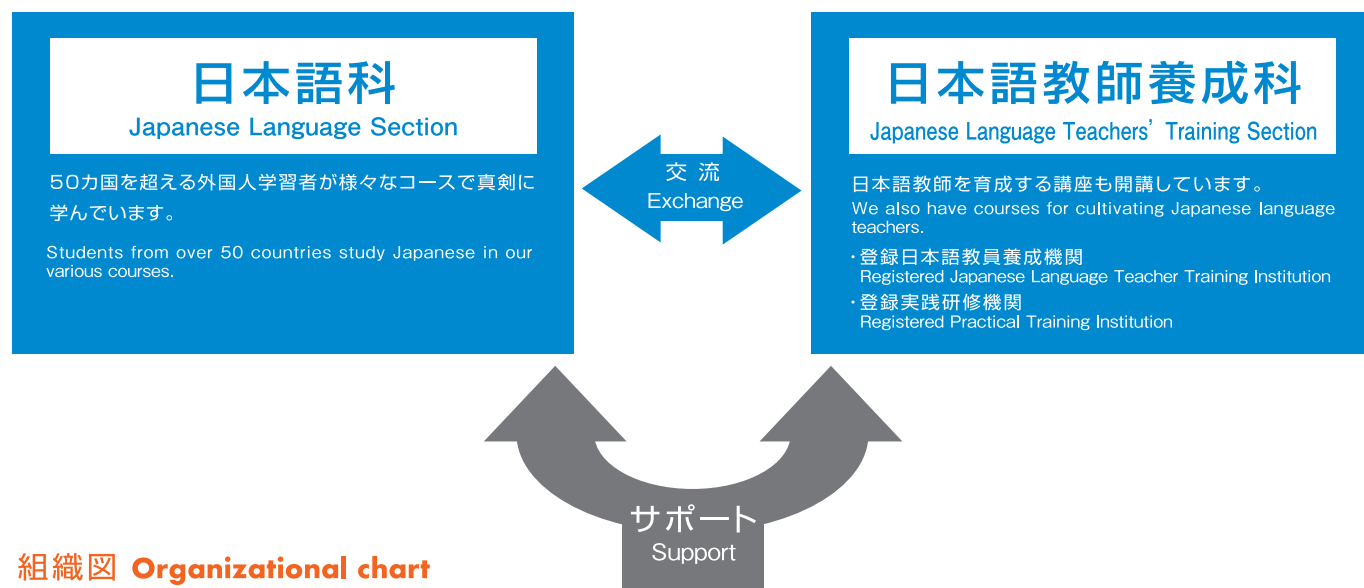 日本語科
Japanese Language Section
50カ国を超える外国人学習者が様々なコースで真剣に
学んでいます。
Students from over 50 countries study Japanese in our
various courses.
交流
Exchange
日本語教師養成科
Japanese Language Teachers’ Training Section
日本語教師を育成する講座も開講しています。
We also have courses for cultivating Japanese language
teachers.
・登録日本語教員養成機関
Registered Japanese Language Teacher Training Institution
・登録実践研修機関
Registered Practical Training Institution
サポート
Support
組織図 Organizational chart